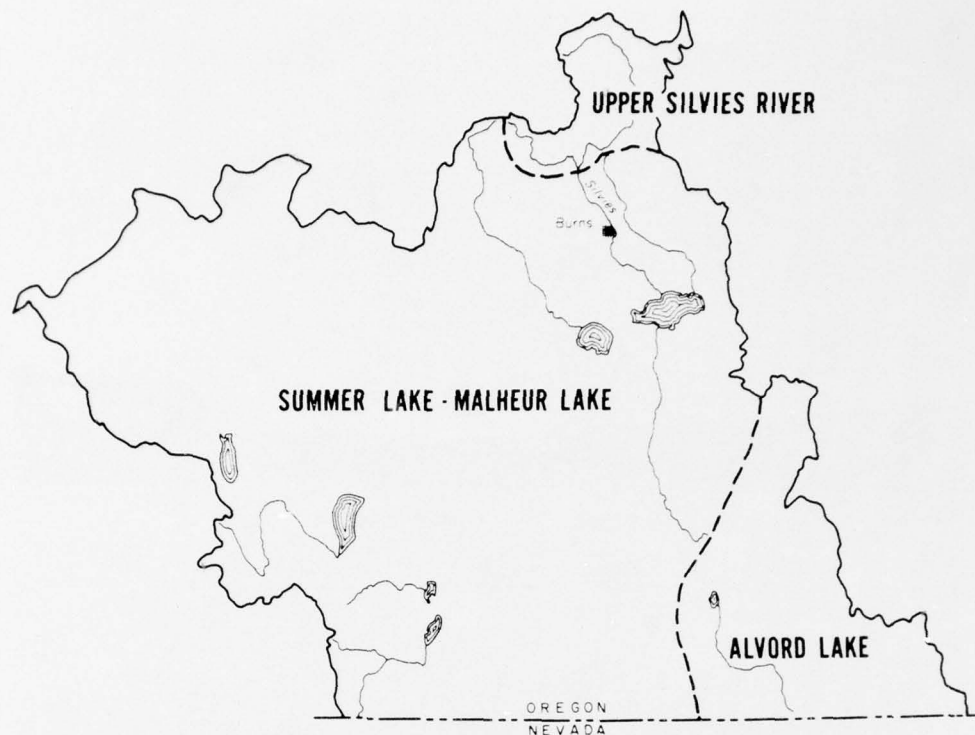 UPPER SILVIES RIVER
Silvies
Burns
SUMMER LAKE - MALHEUR LAKE
ALVORD LAKE
OREGON
NEVADA